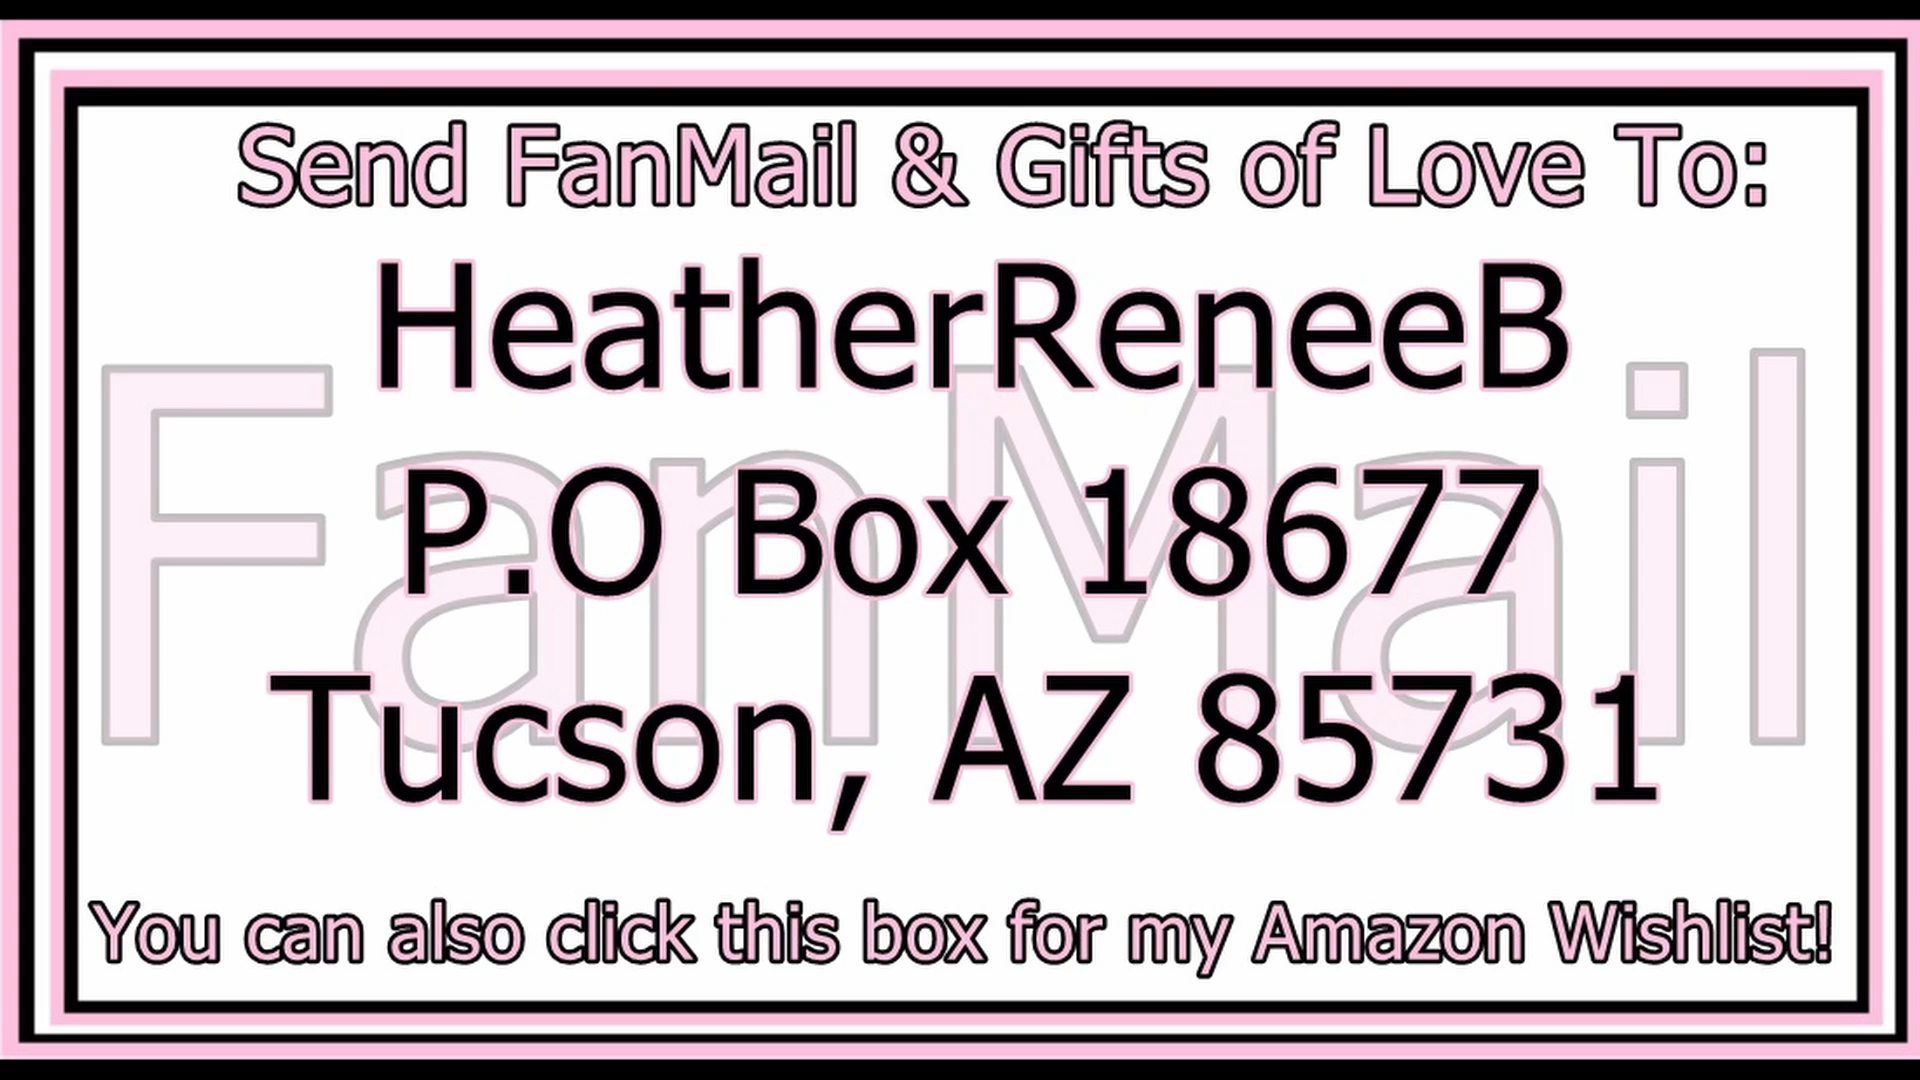 Send FanMail & Gifts of Love To:
HeatherReneeB
FanMail
P.O Box 18677
Tucson, AZ 85731
You can also click this box for my Amazon Wishlist!